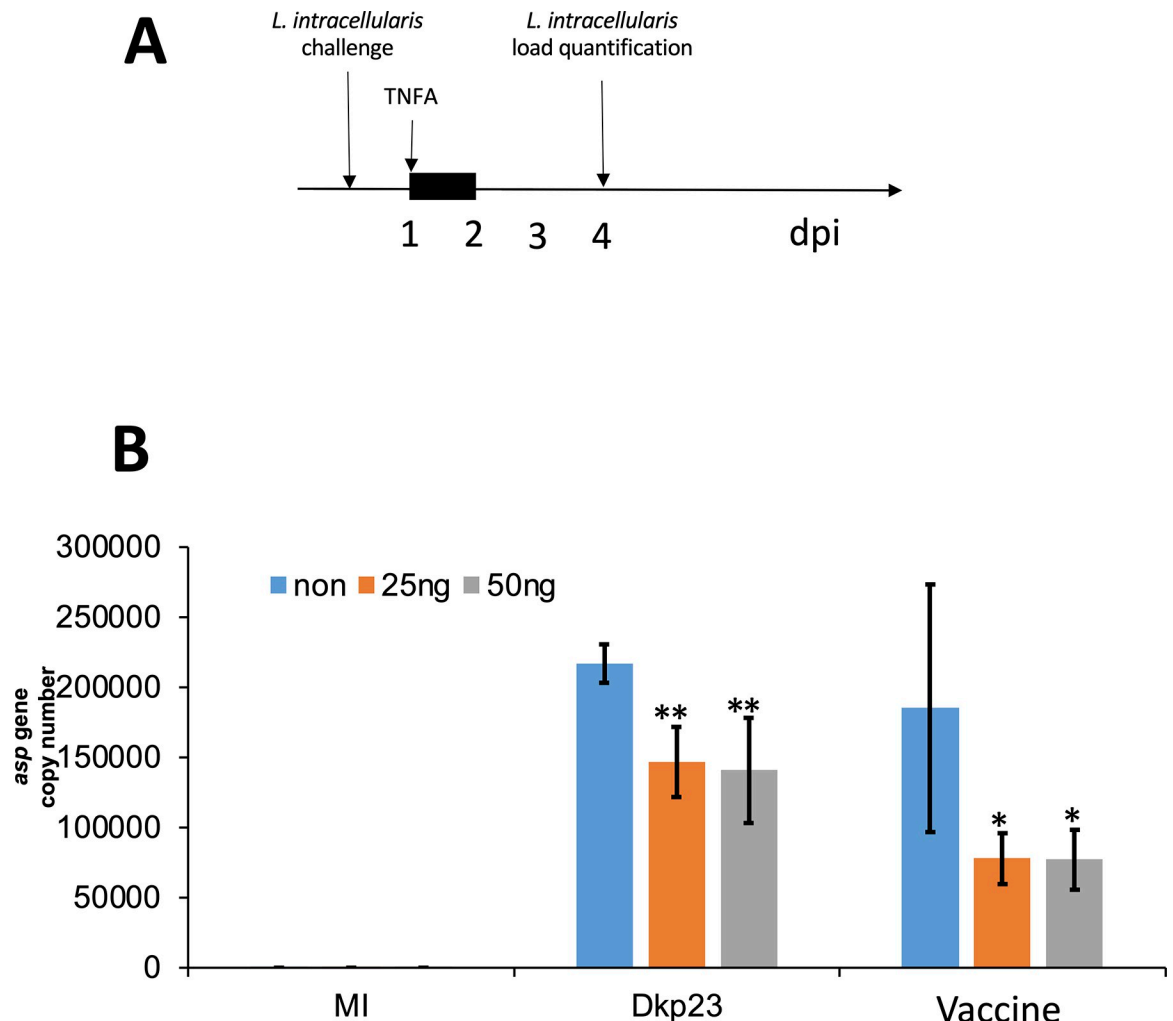 A
L. intracellularis
challenge
L. intracellularis
load quantification
TNFA
1 2 3 4 dpi
B
300000
250000
200000
150000
100000
50000
0
asp gene
copy number
non 25ng 50ng
** **
* *
MI Dkp23 Vaccine